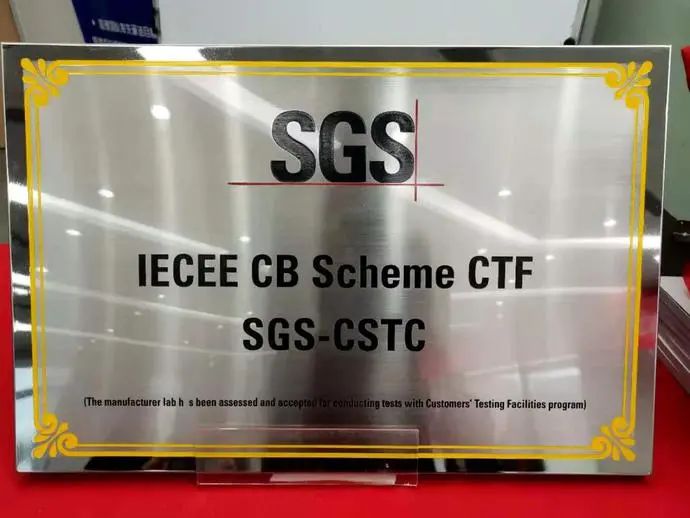 SGS
IECEE CB Scheme CTF
SGS-CSTC
(The manufacturer lab h s been assessed and accepted for conducting tests with Customers' Testing Facilities program)